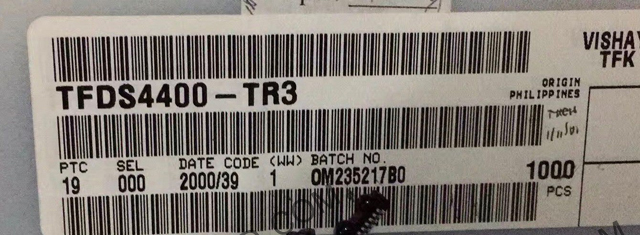 VISHAY
TFK
TFDS4400-TR3
ORIGIN
PHILIPPINES
PTC SEL DATE CODE (WW) BATCH NO.
19 000 2000/39 1 OM235217B0
1000
PCS